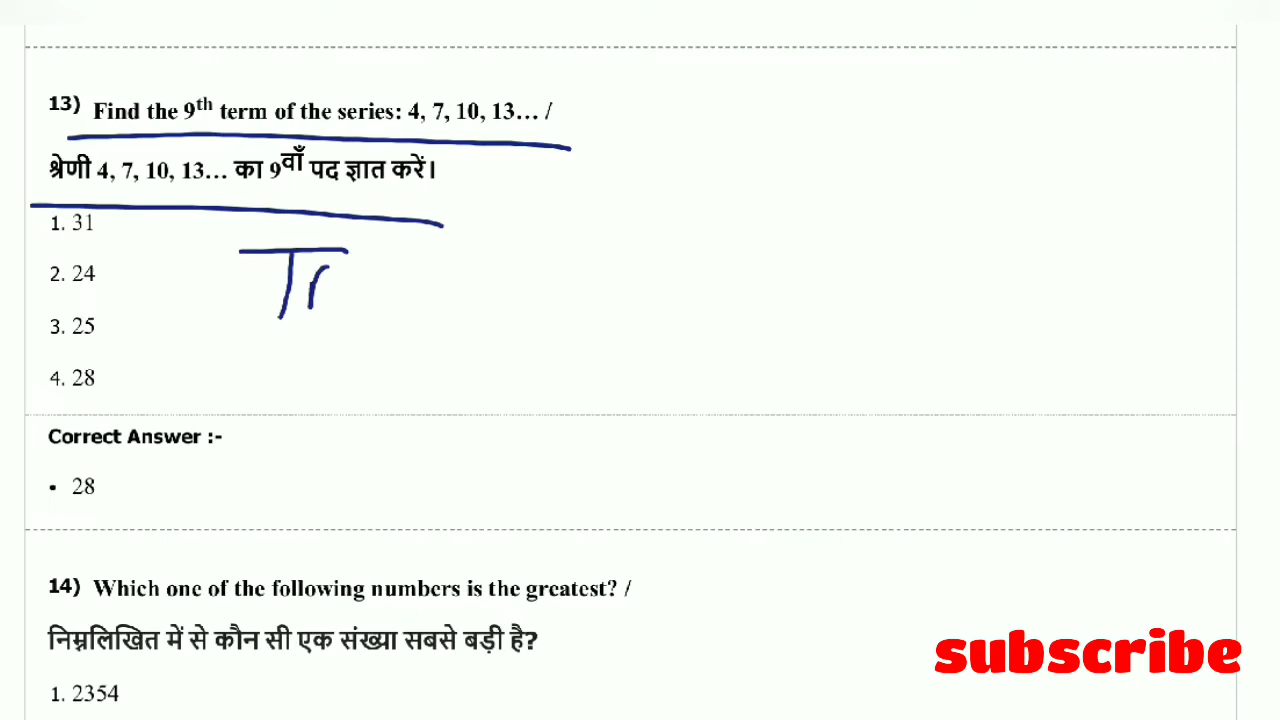 13) Find the 9th term of the series: 4, 7, 10, 13... /
श्रेणी 4, 7, 10, 13... का 9वाँ पद ज्ञात करें।
1. 31
2. 24
3. 25
4. 28
Correct Answer :-
• 28
14) Which one of the following numbers is the greatest? /
निम्नलिखित में से कौन सी एक संख्या सबसे बड़ी है?
1. 2354
subscribe